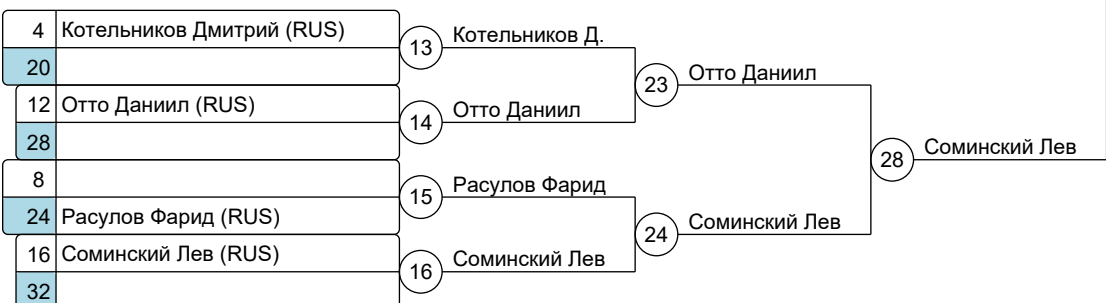 4 Котельников Дмитрий (RUS)
20
13 Котельников Д.
12 Отто Даниил (RUS)
28
14 Отто Даниил
23 Отто Даниил
8
24 Расулов Фарид (RUS)
15 Расулов Фарид
16 Соминский Лев (RUS)
32
16 Соминский Лев
24 Соминский Лев
28 Соминский Лев